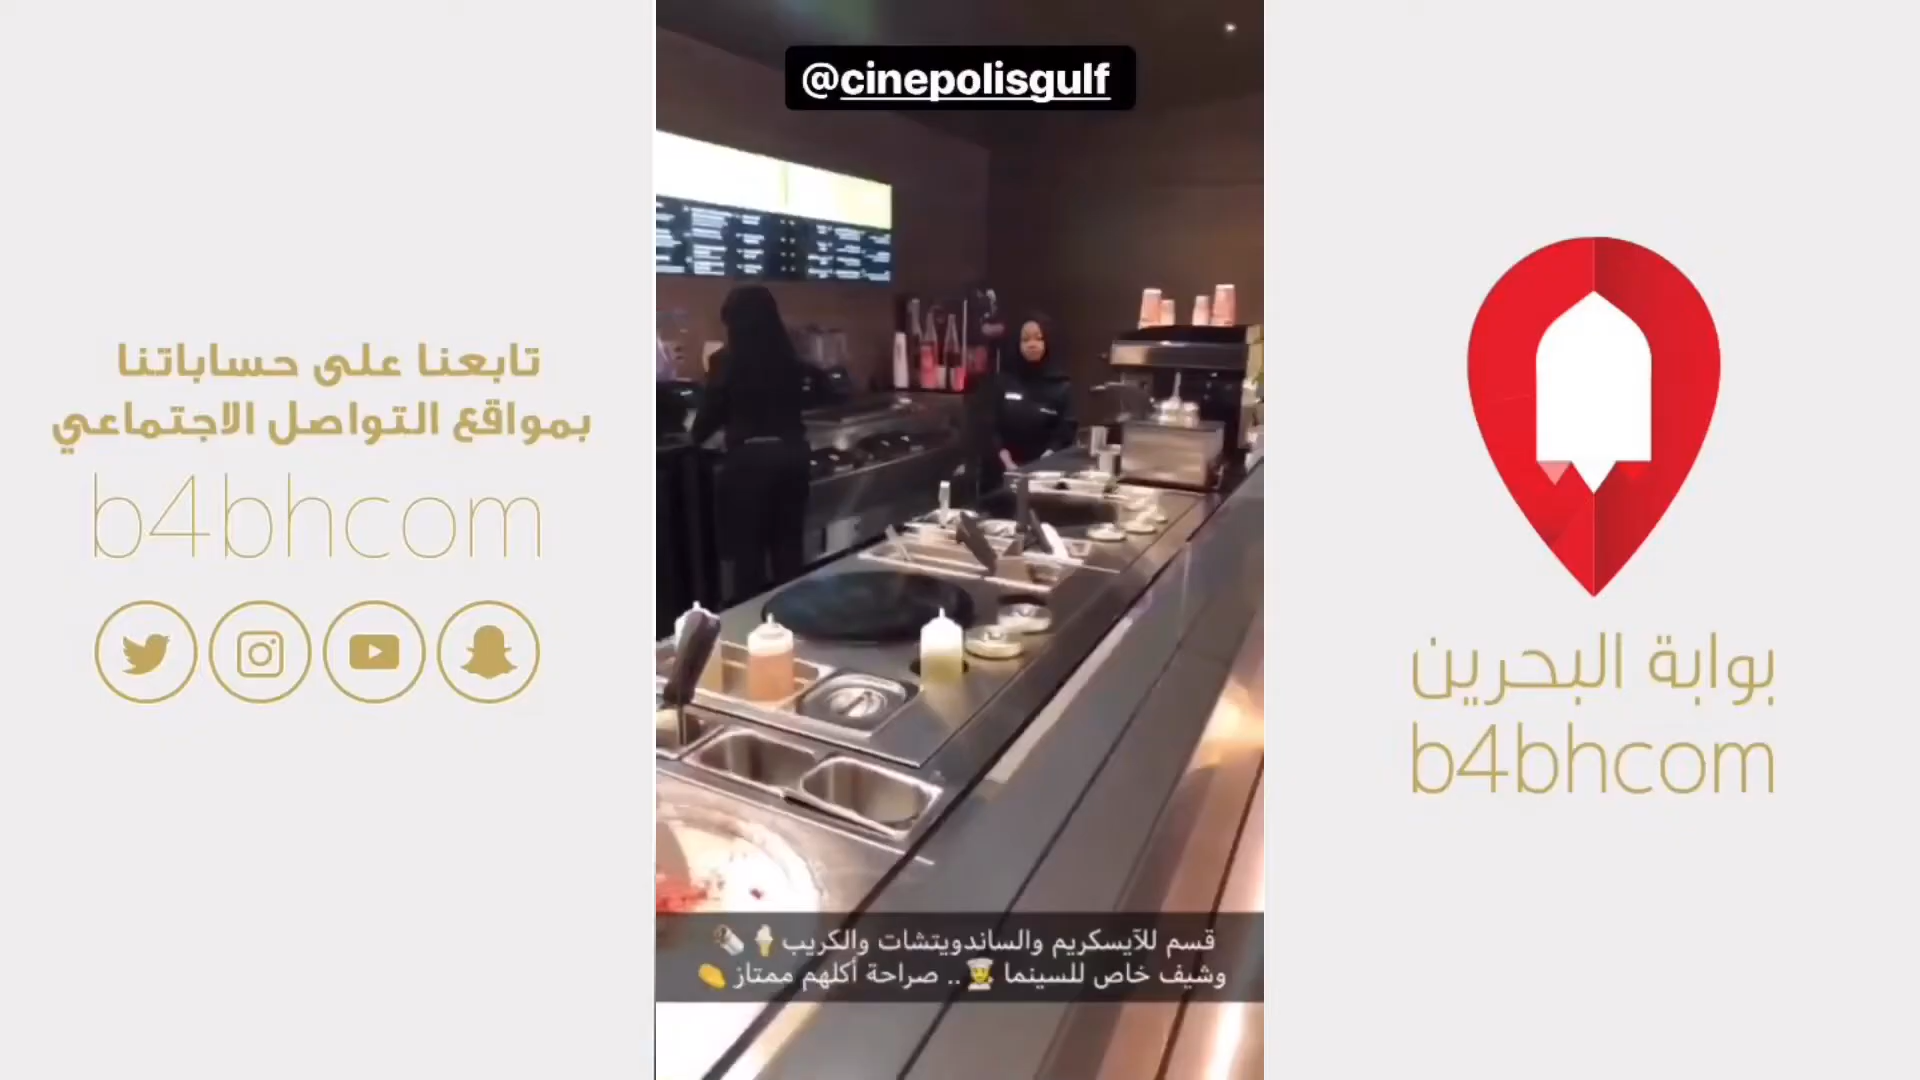 @cinepolisgulf
تابعنا على حساباتنا
بمواقع التواصل الاجتماعي
b4bhcom
بوابة البحرين
b4bhcom
قسم للآيسكريم والساندويتشات والكريب🍦🌯
وشيف خاص للسينما 👨‍🍳.. صراحة أكلهم ممتاز 👏